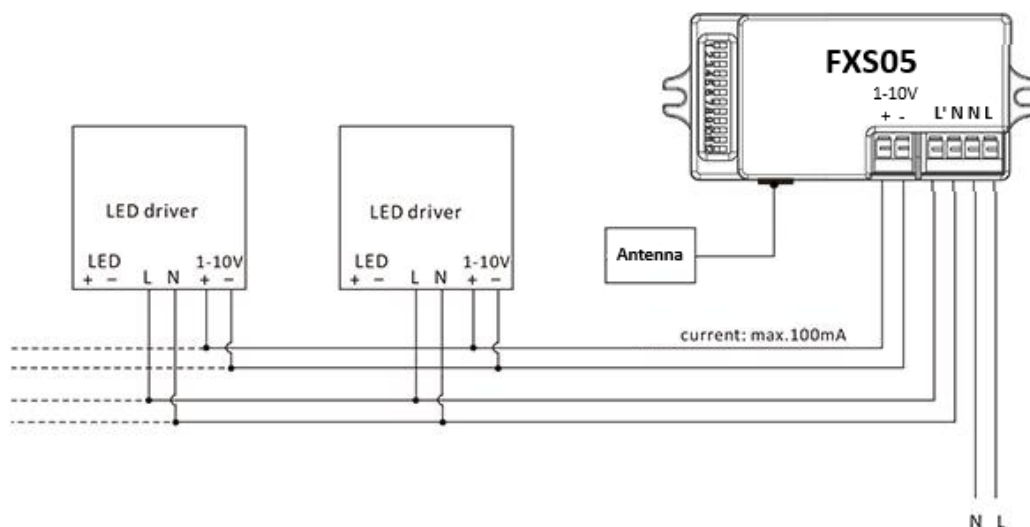 FXS05
1-10V
+ -
L' N N L
LED driver
LED
+ -
L N
1-10V
+ -
LED driver
LED
+ -
L N
1-10V
+ -
Antenna
current: max.100mA
N L